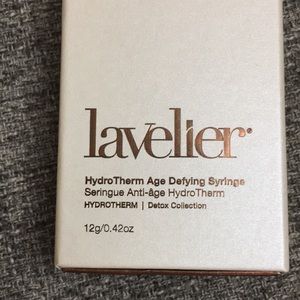 lavelier®
HydroTherm Age Defying Syringe
Seringue Anti-âge HydroTherm
HYDROTHERM | Detox Collection
12g/0.42oz